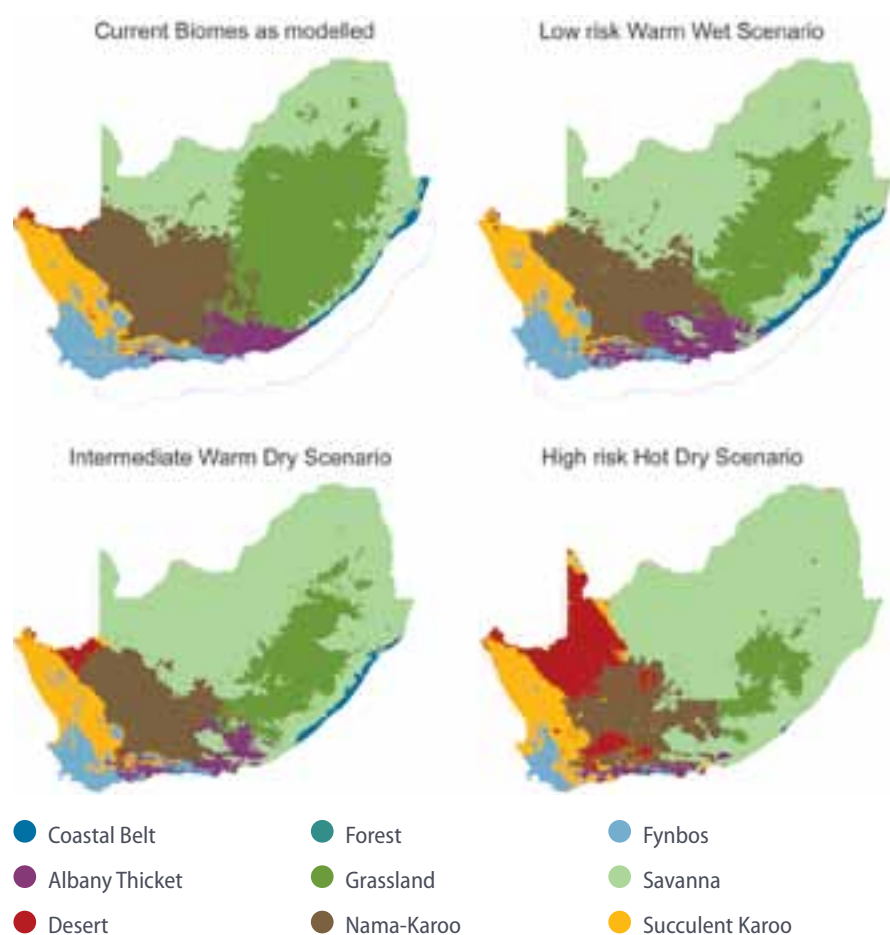 Current Biomes as modelled
Low risk Warm Wet Scenario
Intermediate Warm Dry Scenario
High risk Hot Dry Scenario
Coastal Belt
Forest
Fynbos
Albany Thicket
Grassland
Savanna
Desert
Nama-Karoo
Succulent Karoo